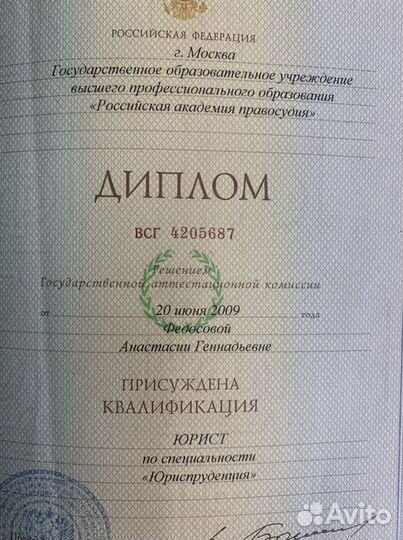 РОССИЙСКАЯ ФЕДЕРАЦИЯ
г. Москва
Государственное образовательное учреждение
высшего профессионального образования
«Российская академия правосудия»
ДИПЛОМ
ВСГ 4205687
Решением
Государственной аттестационной комиссии
от 20 июня 2009 года
Федосовой
Анастасии Геннадьевне
ПРИСУЖДЕНА
КВАЛИФИКАЦИЯ
ЮРИСТ
по специальности
«Юриспруденция»
Avito